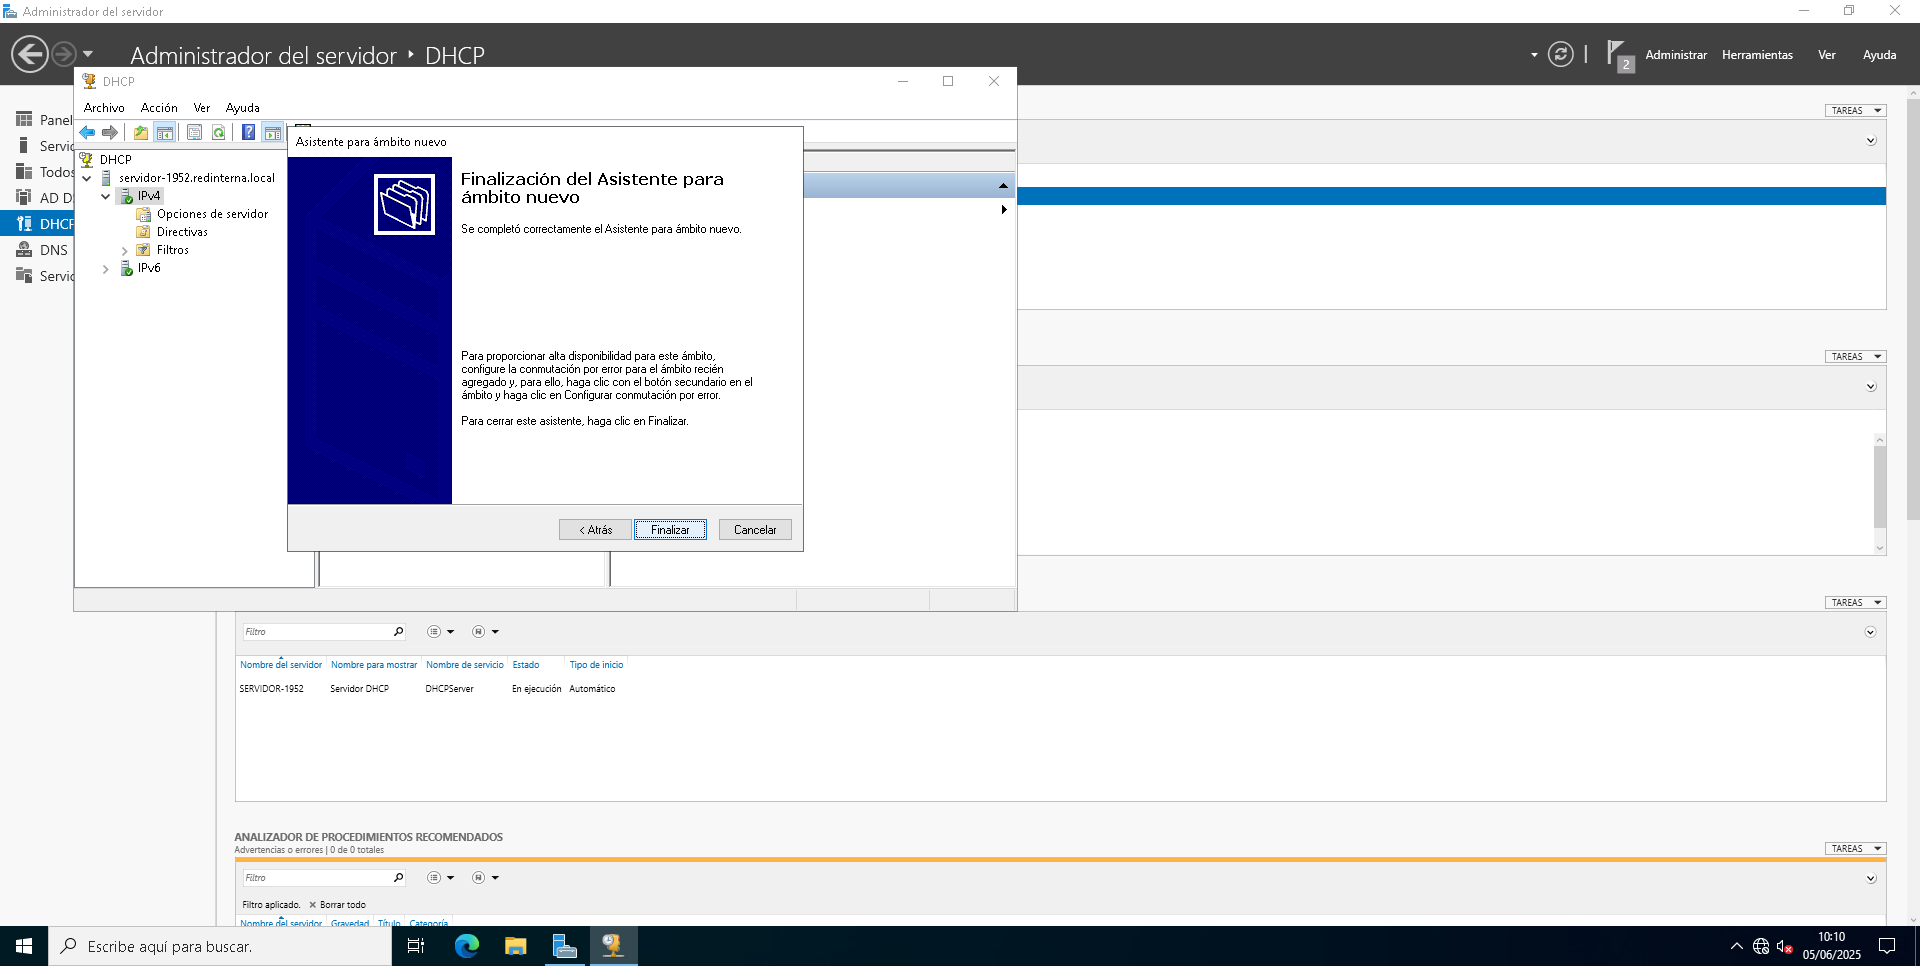 Administrador del servidor
Administrador del servidor ‣ DHCP
2
Administrar Herramientas Ver Ayuda
DHCP
Archivo Acción Ver Ayuda
DHCP
servidor-1952.redinterna.local
IPv4
Opciones de servidor
Directivas
Filtros
IPv6
Panel
Servic
Todos
AD D
DHCP
DNS
Servic
Asistente para ámbito nuevo
Finalización del Asistente para
ámbito nuevo
Se completó correctamente el Asistente para ámbito nuevo.
Para proporcionar alta disponibilidad para este ámbito,
configure la conmutación por error para el ámbito recién
agregado y, para ello, haga clic con el botón secundario en el
ámbito y haga clic en Configurar conmutación por error.
Para cerrar este asistente, haga clic en Finalizar.
< Atrás Finalizar Cancelar
TAREAS
TAREAS
TAREAS
Filtro
Nombre del servidor Nombre para mostrar Nombre de servicio Estado Tipo de inicio
SERVIDOR-1952 Servidor DHCP DHCPServer En ejecución Automático
ANALIZADOR DE PROCEDIMIENTOS RECOMENDADOS
Advertencias o errores | 0 de 0 totales
TAREAS
Filtro
Filtro aplicado. × Borrar todo
Nombre del servidor Gravedad Título Categoría
Escribe aquí para buscar.
10:10
05/06/2025